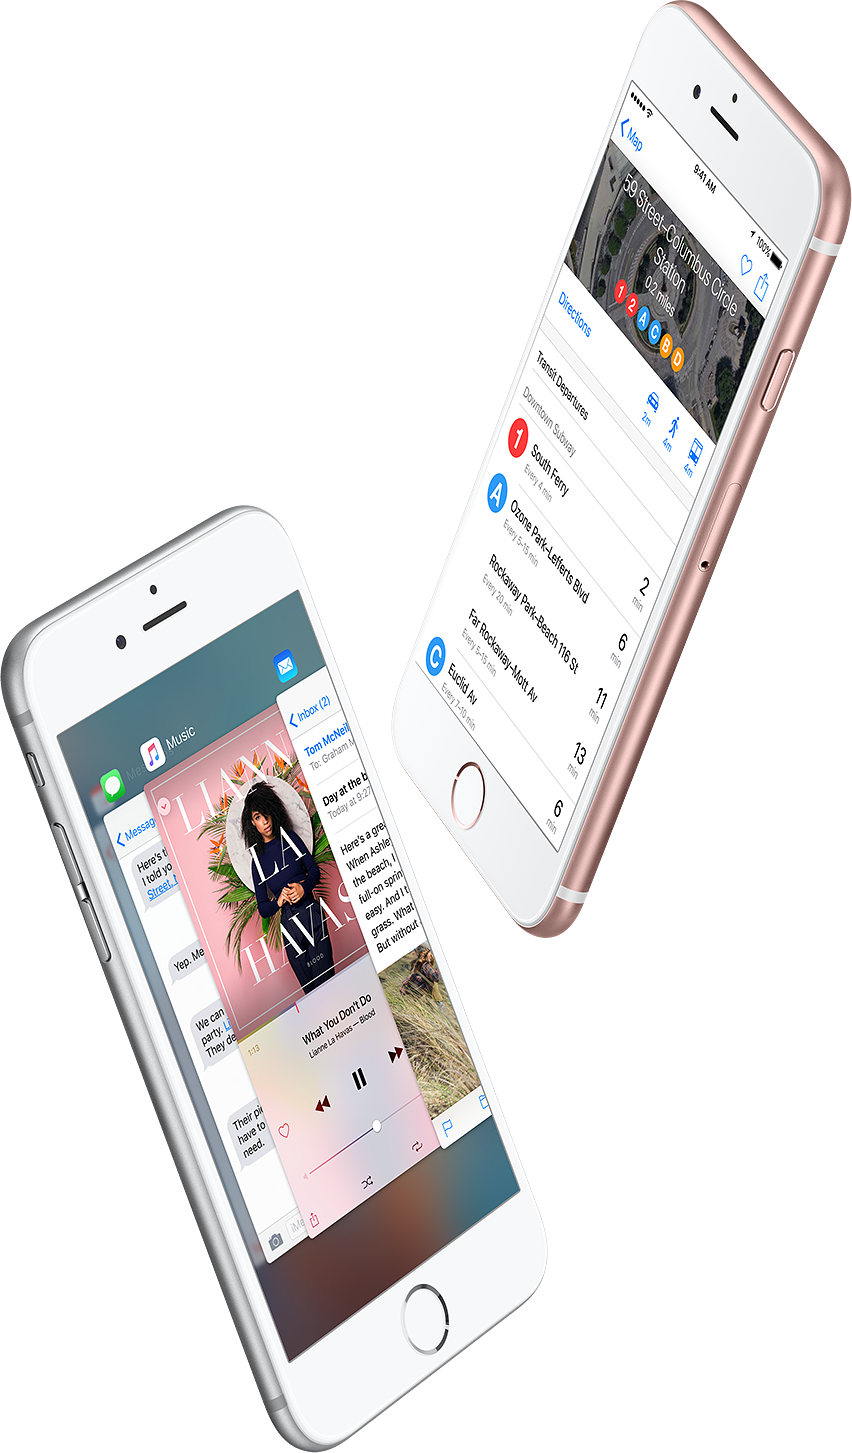 Map
9:41 AM
100%
59 Street–Columbus Circle
Station
0.2 miles
1 2 A C B D
Directions
2m
4m
4m
Transit Departures
Downtown Subway
1
South Ferry
Every 4 min
2
min
A
Ozone Park–Lefferts Blvd
Every 5–15 min
6
min
Rockaway Park–Beach 116 St
Every 20 min
11
min
Far Rockaway–Mott Av
Every 5–15 min
13
min
C
Euclid Av
Every 7–10 min
6
min
Music
Messag
Here's t
I told yo
Street, N
Yep. Me
We can
party. Li
They de
Their pi
have to
need.
iMe
LIANN
LA
HAVAS
BLOOD
1:13
What You Don't Do
Lianne La Havas — Blood
Inbox (2)
Tom McNeil
To: Graham M
Day at the b
Today at 9:27
Here's a grea
When Ashley
the beach, I
full-on sprin
easy. And I t
grass. What
But without